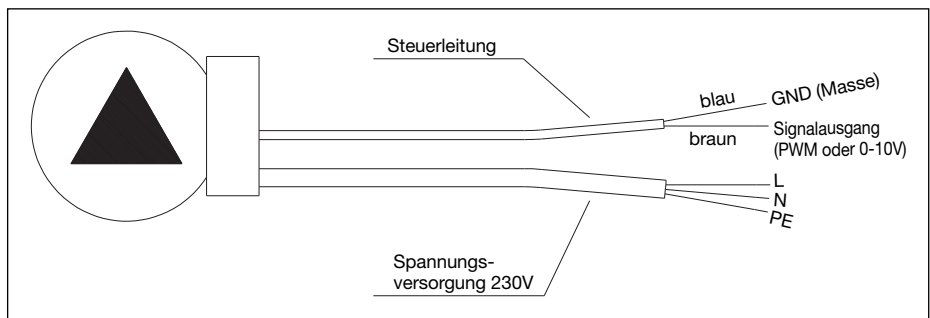 Steuerleitung
blau
GND (Masse)
braun
Signalausgang
(PWM oder 0-10V)
L
N
PE
Spannungs-
versorgung 230V